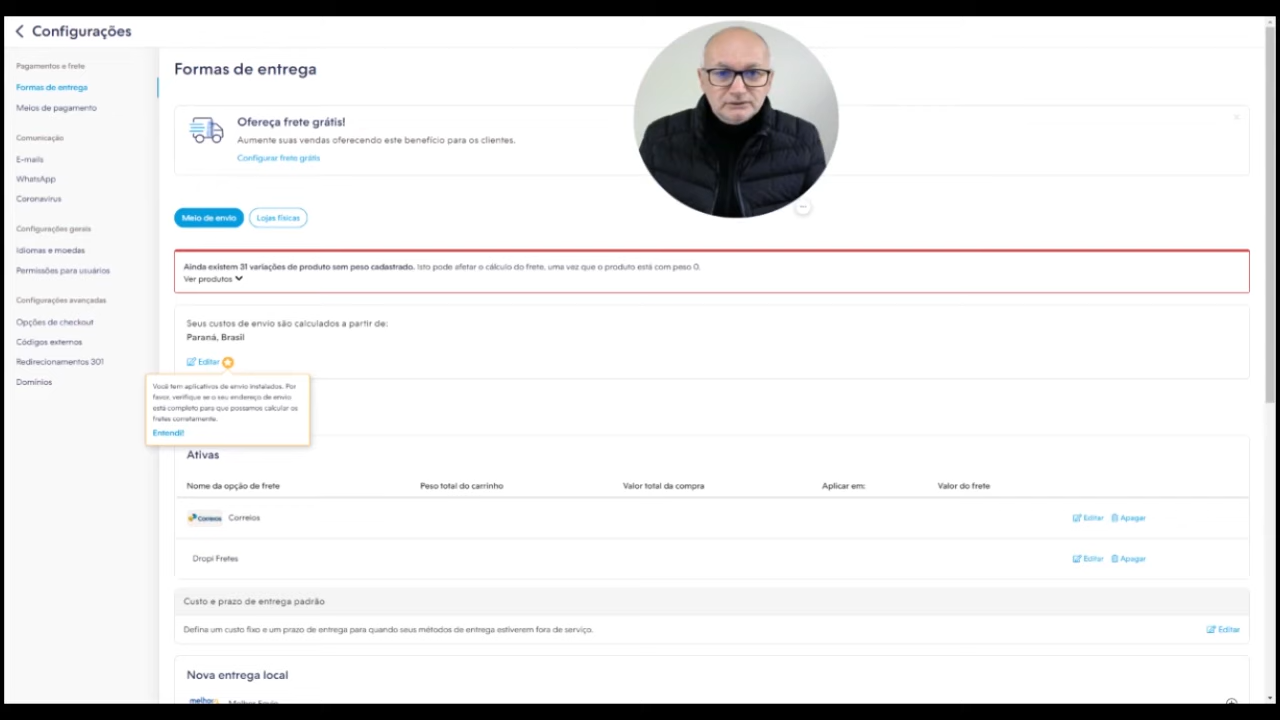 Configurações
Pagamentos e frete
Formas de entrega
Meios de pagamento
Comunicação
E-mails
WhatsApp
Coronavirus
Configurações gerais
Idiomas e moedas
Permissões para usuários
Configurações avançadas
Opções de checkout
Códigos externos
Redirecionamentos 301
Domínios
Formas de entrega
Ofereça frete grátis!
Aumente suas vendas oferecendo este benefício para os clientes.
Configurar frete grátis
Meio de envio
Lojas físicas
Ainda existem 31 variações de produto sem peso cadastrado. Isto pode afetar o cálculo do frete, uma vez que o produto está com peso 0.
Ver produtos
Seus custos de envio são calculados a partir de:
Paraná, Brasil
Editar
Você tem aplicativos de envio instalados. Por
favor, verifique se o seu endereço de envio
está completo para que possamos calcular os
fretes corretamente.
Entendi!
Ativas
Nome da opção de frete Peso total do carrinho Valor total da compra Aplicar em: Valor do frete
Correios Correios Editar Apagar
Dropi Fretes Editar Apagar
Custo e prazo de entrega padrão
Defina um custo fixo e um prazo de entrega para quando seus métodos de entrega estiverem fora de serviço. Editar
Nova entrega local
melhor Melhor Envio